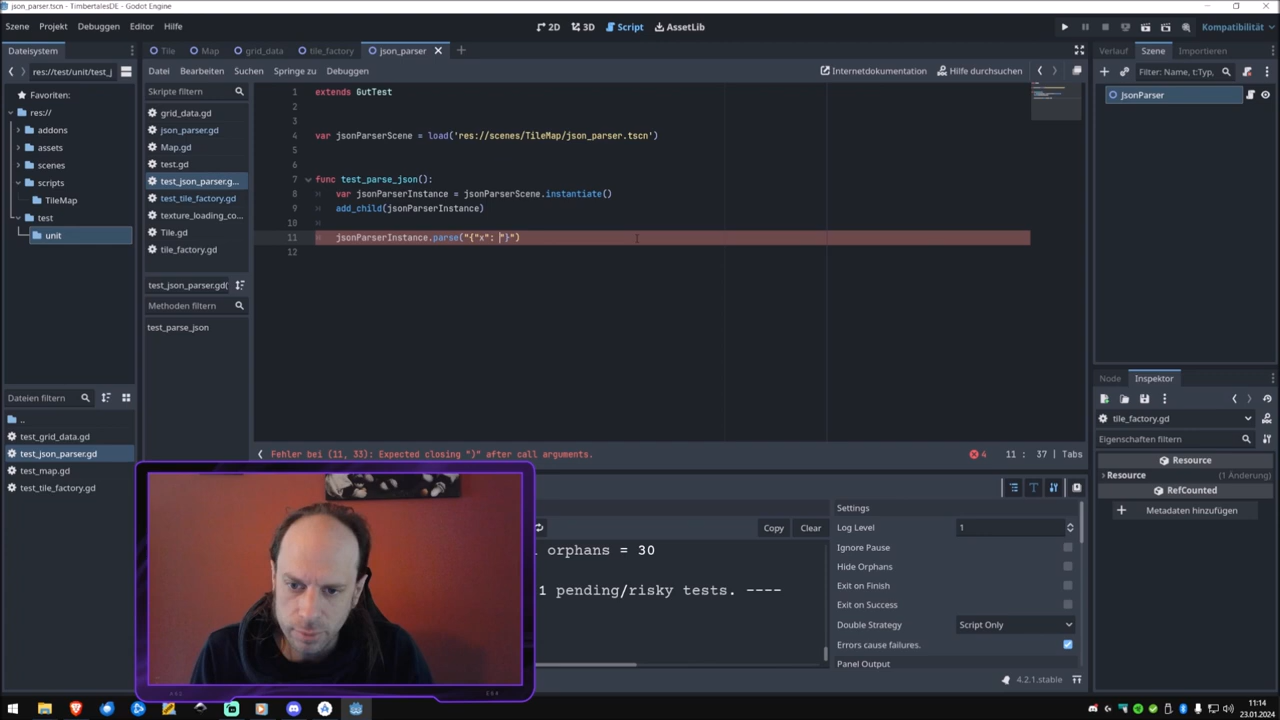 json_parser.tscn - TimbertalesDE - Godot Engine
Szene Projekt Debuggen Editor Hilfe
2D 3D Script AssetLib
Kompatibilität
Dateisystem
Tile Map grid_data tile_factory json_parser
Verlauf Szene Importieren
res://test/unit/test_j
Datei Bearbeiten Suchen Springe zu Debuggen
Internetdokumentation Hilfe durchsuchen
Filter: Name, t:Typ,
Favoriten:
res://
addons
assets
scenes
scripts
TileMap
test
unit
Skripte filtern
grid_data.gd
json_parser.gd
Map.gd
test.gd
test_json_parser.g...
test_tile_factory.gd
texture_loading_co...
Tile.gd
tile_factory.gd
test_json_parser.gd(
Methoden filtern
test_parse_json
1 extends GutTest
2
3
4 var jsonParserScene = load('res://scenes/TileMap/json_parser.tscn')
5
6
7 func test_parse_json():
8 var jsonParserInstance = jsonParserScene.instantiate()
9 add_child(jsonParserInstance)
10
11 jsonParserInstance.parse("{"x": "}")
12
Fehler bei (11, 33): Expected closing ")" after call arguments.
4 11 : 37 | Tabs
JsonParser
Node Inspektor
tile_factory.gd
Eigenschaften filtern
Resource
Resource (1 Änderung)
RefCounted
Metadaten hinzufügen
Dateien filtern
..
test_grid_data.gd
test_json_parser.gd
test_map.gd
test_tile_factory.gd
Copy Clear
orphans = 30
1 pending/risky tests. ----
Settings
Log Level 1
Ignore Pause
Hide Orphans
Exit on Finish
Exit on Success
Double Strategy Script Only
Errors cause failures.
Panel Output
4.2.1.stable
11:14
23.01.2024